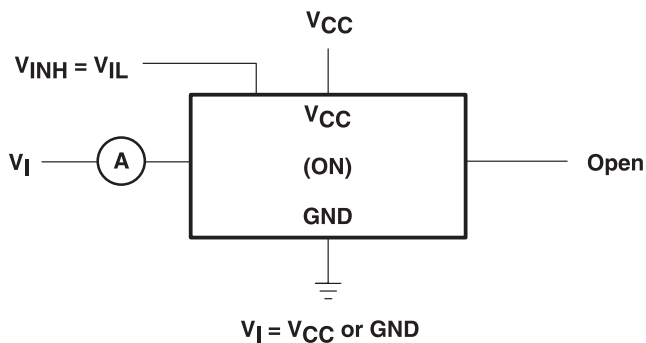 VCC
VINH = VIL
VCC
VI
A
(ON)
Open
GND
VI = VCC or GND